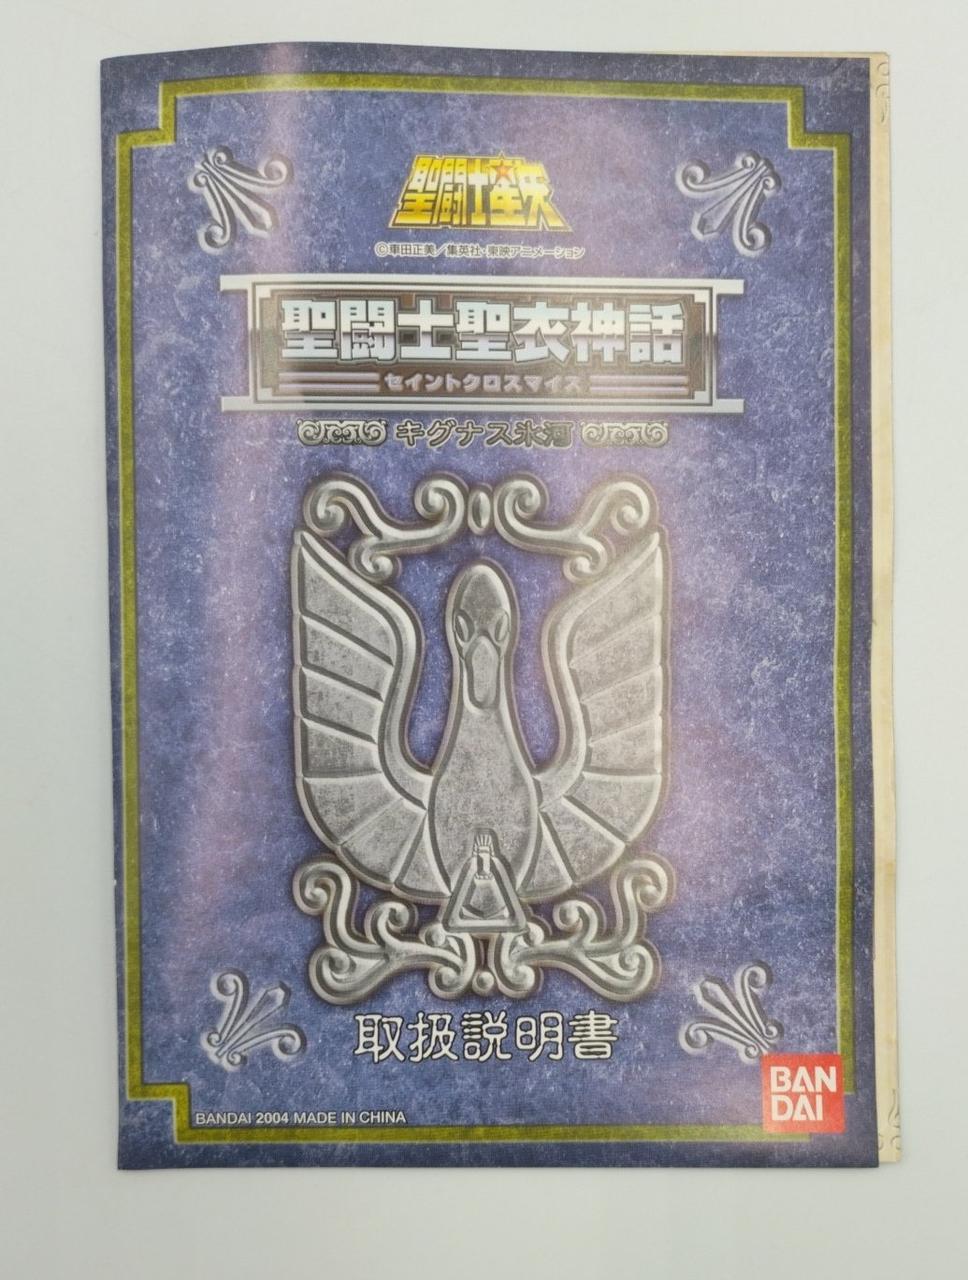 聖闘士星矢
©車田正美/集英社・東映アニメーション
聖闘士聖衣神話
セイントクロスマイス
キグナス氷河
取扱説明書
BAN
DAI
BANDAI 2004 MADE IN CHINA